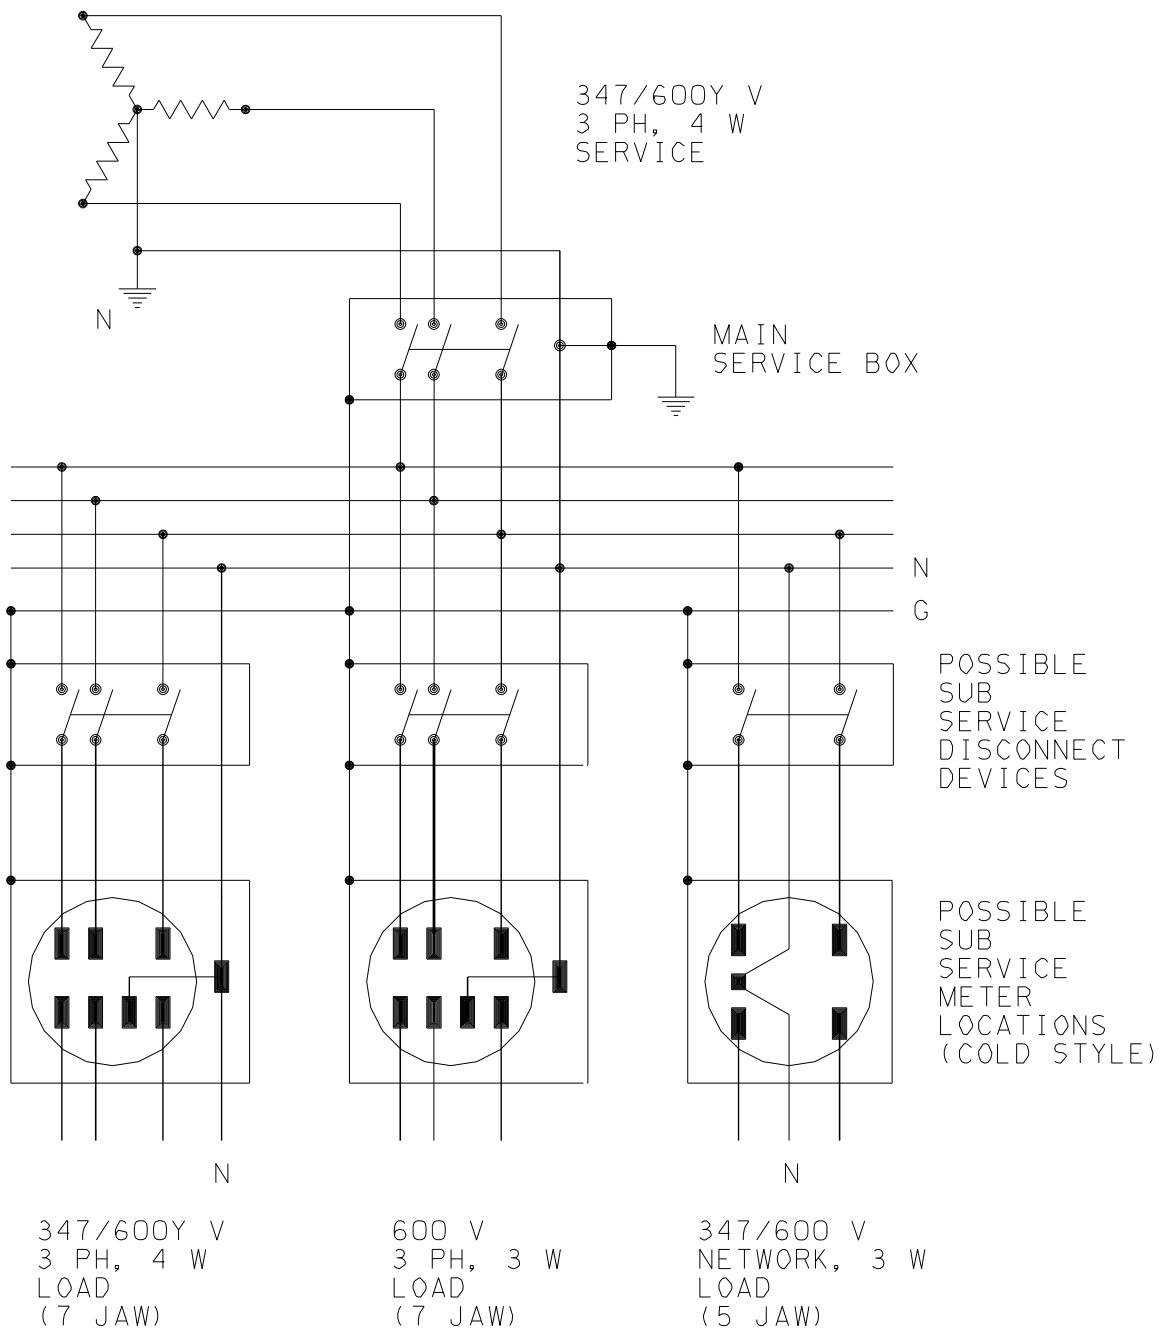 347/600Y V
3 PH, 4 W
SERVICE
N
MAIN
SERVICE BOX
N
G
POSSIBLE
SUB
SERVICE
DISCONNECT
DEVICES
POSSIBLE
SUB
SERVICE
METER
LOCATIONS
(COLD STYLE)
N
N
347/600Y V
3 PH, 4 W
LOAD
(7 JAW)
600 V
3 PH, 3 W
LOAD
(7 JAW)
347/600 V
NETWORK, 3 W
LOAD
(5 JAW)